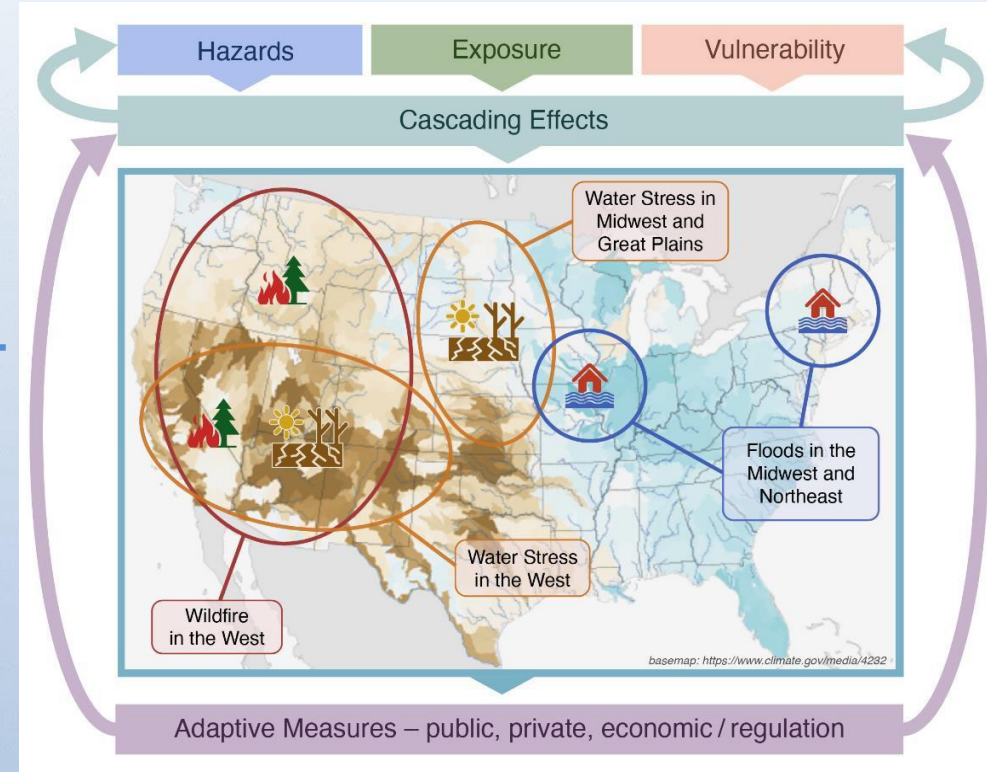 Hazards
Exposure
Vulnerability
Cascading Effects
Water Stress in
Midwest and
Great Plains
Floods in the
Midwest and
Northeast
Water Stress
in the West
Wildfire
in the West
basemap: https://www.climate.gov/media/4232
Adaptive Measures – public, private, economic / regulation